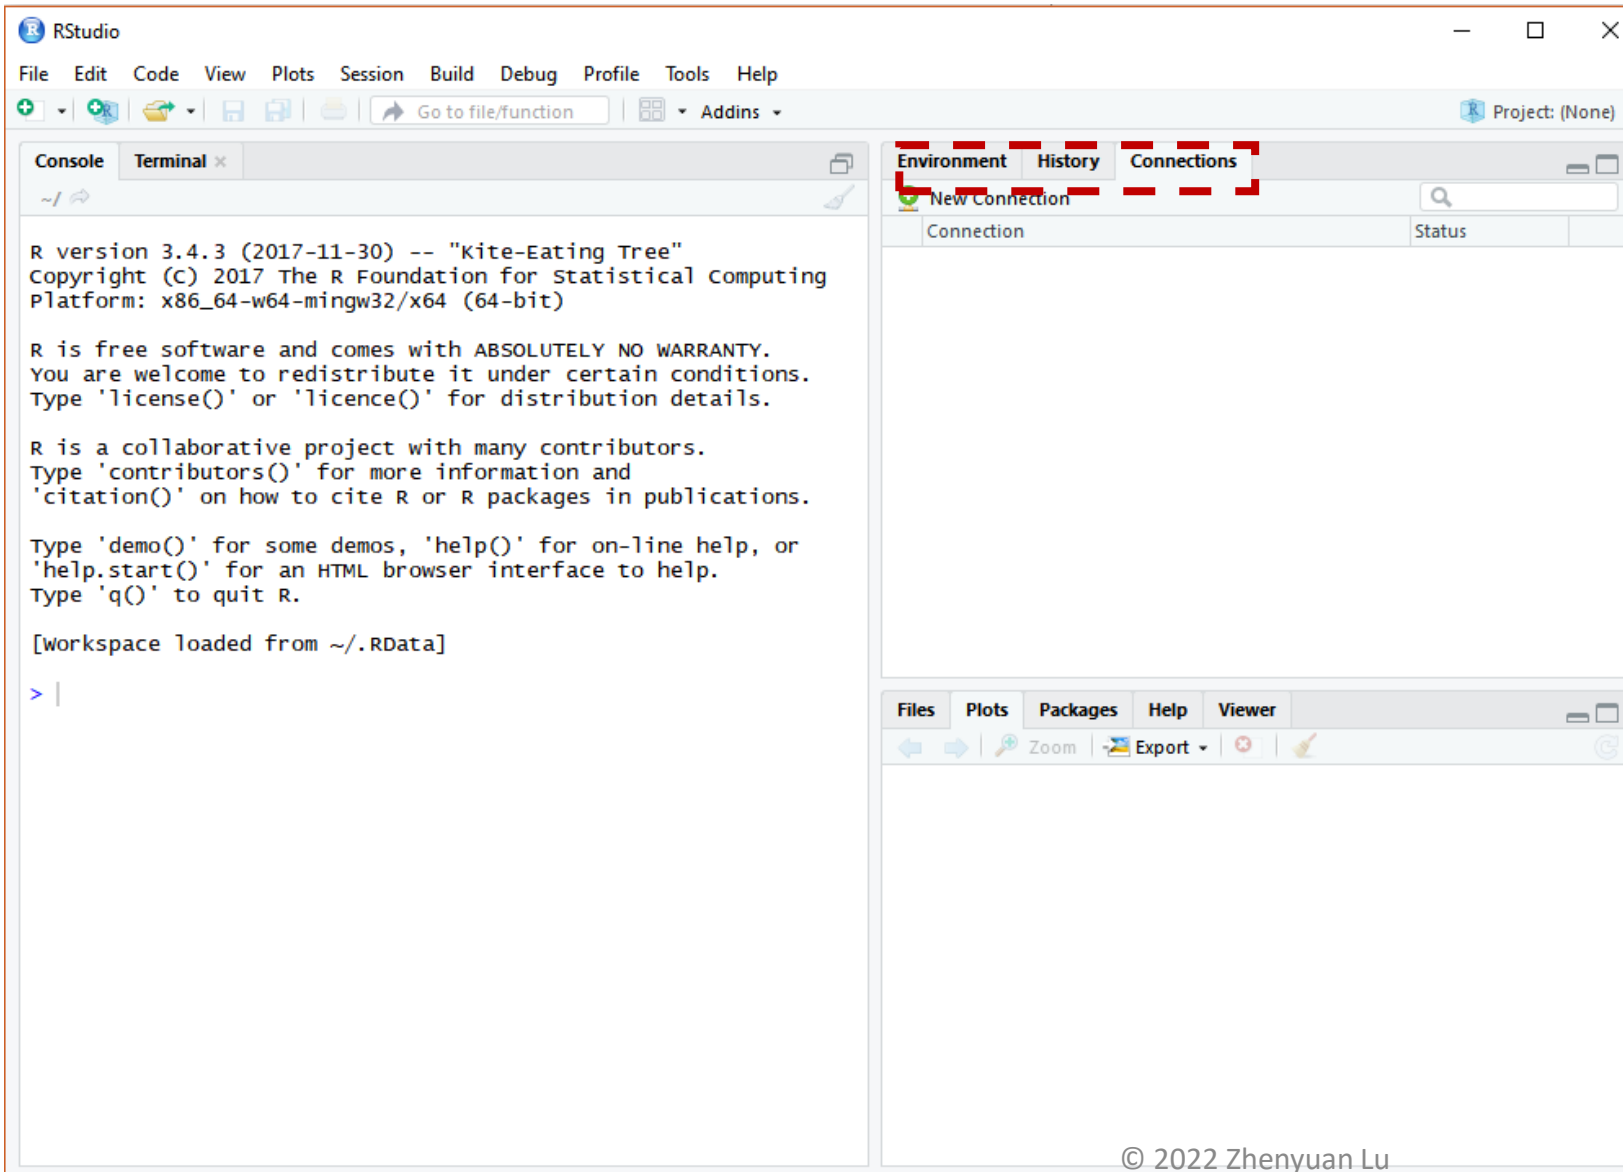 RStudio
File Edit Code View Plots Session Build Debug Profile Tools Help
Go to file/function Addins Project: (None)
Console Terminal
~/
R version 3.4.3 (2017-11-30) -- "Kite-Eating Tree"
Copyright (C) 2017 The R Foundation for Statistical Computing
Platform: x86_64-w64-mingw32/x64 (64-bit)
R is free software and comes with ABSOLUTELY NO WARRANTY.
You are welcome to redistribute it under certain conditions.
Type 'license()' or 'licence()' for distribution details.
R is a collaborative project with many contributors.
Type 'contributors()' for more information and
'citation()' on how to cite R or R packages in publications.
Type 'demo()' for some demos, 'help()' for on-line help, or
'help.start()' for an HTML browser interface to help.
Type 'q()' to quit R.
[Workspace loaded from ~/.RData]
>
Environment History Connections
New Connection
Connection Status
Files Plots Packages Help Viewer
Zoom Export
© 2022 Zhenyuan Lu